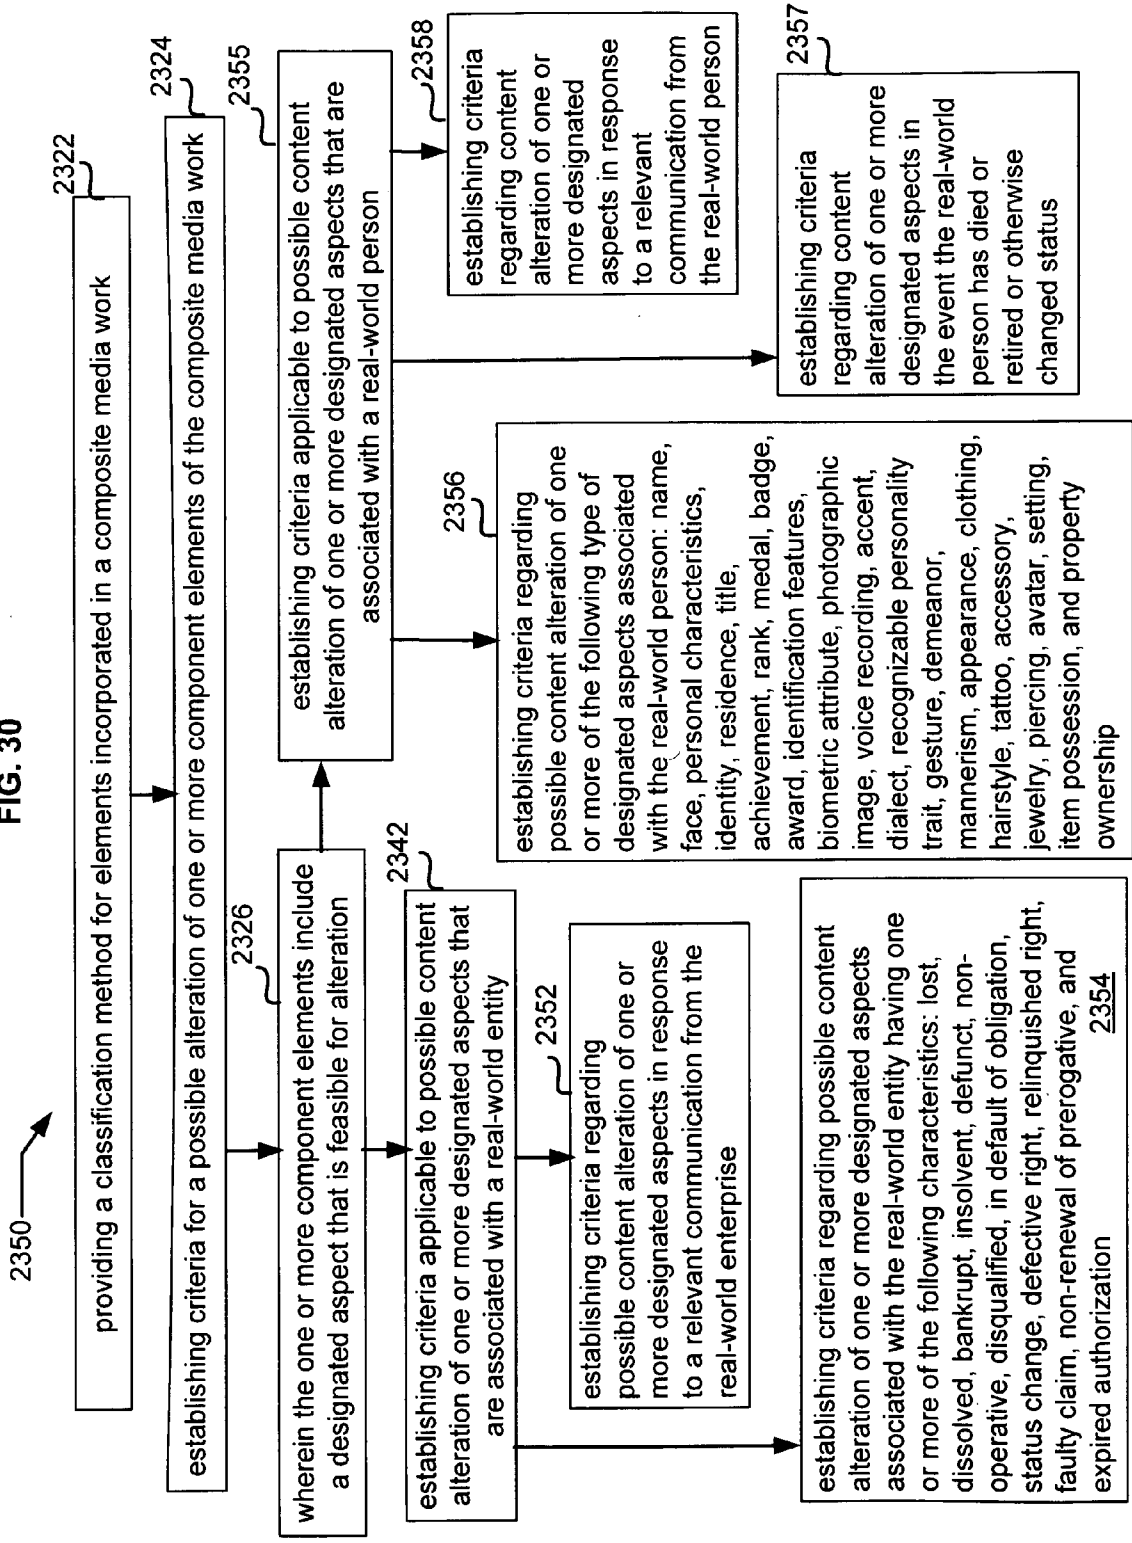 FIG. 30
2350
2322
providing a classification method for elements incorporated in a composite media work
2324
establishing criteria for a possible alteration of one or more component elements of the composite media work
2326
wherein the one or more component elements include
a designated aspect that is feasible for alteration
2355
establishing criteria applicable to possible content
alteration of one or more designated aspects that are
associated with a real-world person
2342
establishing criteria applicable to possible content
alteration of one or more designated aspects that
are associated with a real-world entity
2358
establishing criteria
regarding content
alteration of one or
more designated
aspects in response
to a relevant
communication from
the real-world person
2352
establishing criteria regarding
possible content alteration of one or
more designated aspects in response
to a relevant communication from the
real-world enterprise
2356
establishing criteria regarding
possible content alteration of one
or more of the following type of
designated aspects associated
with the real-world person: name,
face, personal characteristics,
identity, residence, title,
achievement, rank, medal, badge,
award, identification features,
biometric attribute, photographic
image, voice recording, accent,
dialect, recognizable personality
trait, gesture, demeanor,
mannerism, appearance, clothing,
hairstyle, tattoo, accessory,
jewelry, piercing, avatar, setting,
item possession, and property
ownership
2357
establishing criteria
regarding content
alteration of one or more
designated aspects in
the event the real-world
person has died or
retired or otherwise
changed status
establishing criteria regarding possible content
alteration of one or more designated aspects
associated with the real-world entity having one
or more of the following characteristics: lost,
dissolved, bankrupt, insolvent, defunct, non-
operative, disqualified, in default of obligation,
status change, defective right, relinquished right,
faulty claim, non-renewal of prerogative, and
expired authorization
2354